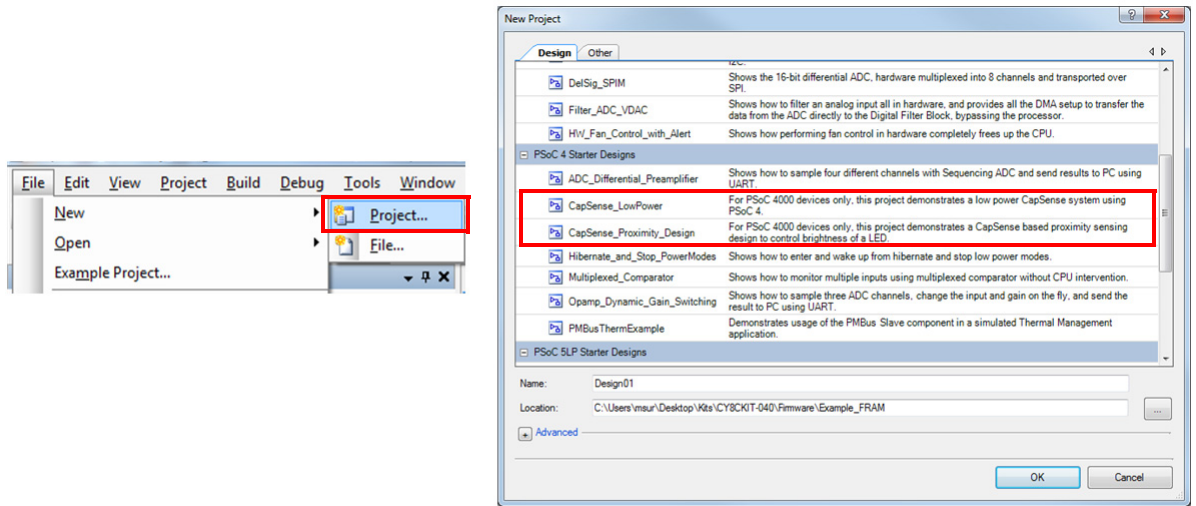 File Edit View Project Build Debug Tools Window
New
Project...
Open
File...
Example Project...
New Project
Design Other
I2C.
DelSig_SPIM
Shows the 16-bit differential ADC, hardware multiplexed into 8 channels and transported over
SPI.
Filter_ADC_VDAC
Shows how to filter an analog input all in hardware, and provides all the DMA setup to transfer the
data from the ADC directly to the Digital Filter Block, bypassing the processor.
HW_Fan_Control_with_Alert
Shows how performing fan control in hardware completely frees up the CPU.
PSoC 4 Starter Designs
ADC_Differential_Preamplifier
Shows how to sample four different channels with Sequencing ADC and send results to PC using
UART.
CapSense_LowPower
For PSoC 4000 devices only, this project demonstrates a low power CapSense system using
PSoC 4.
CapSense_Proximity_Design
For PSoC 4000 devices only, this project demonstrates a CapSense based proximity sensing
design to control brightness of a LED.
Hibernate_and_Stop_PowerModes
Shows how to enter and wake up from hibernate and stop low power modes.
Multiplexed_Comparator
Shows how to monitor multiple inputs using multiplexed comparator without CPU intervention.
Opamp_Dynamic_Gain_Switching
Shows how to sample three ADC channels, change the input and gain on the fly, and send the
result to PC using UART.
PMBusThermExample
Demonstrates usage of the PMBus Slave component in a simulated Thermal Management
application.
PSoC 5LP Starter Designs
Name: Design01
Location: C:\Users\msur\Desktop\Kits\CY8CKIT-040\Firmware\Example_FRAM
...
Advanced
OK Cancel